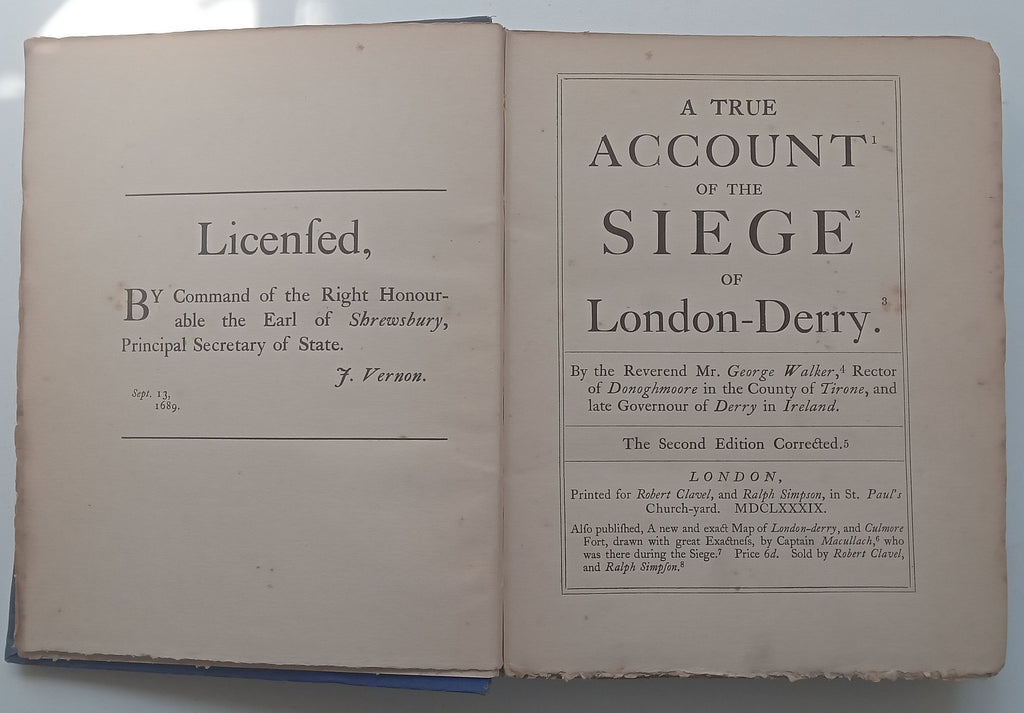 Licenſed,
BY Command of the Right Honour-
able the Earl of Shrewsbury,
Principal Secretary of State.
J. Vernon.
Sept. 13,
1689.
A TRUE
ACCOUNT¹
OF THE
SIEGE²
OF
London-Derry.³
By the Reverend Mr. George Walker,⁴ Rector
of Donoghmoore in the County of Tirone, and
late Governour of Derry in Ireland.
The Second Edition Corrected.⁵
LONDON,
Printed for Robert Clavel, and Ralph Simpson, in St. Paul's
Church-yard. MDCLXXXIX.
Alſo publiſhed, A new and exact Map of London-derry, and Culmore
Fort, drawn with great Exactneſs, by Captain Macullach,⁶ who
was there during the Siege.⁷ Price 6d. Sold by Robert Clavel,
and Ralph Simpſon.⁸